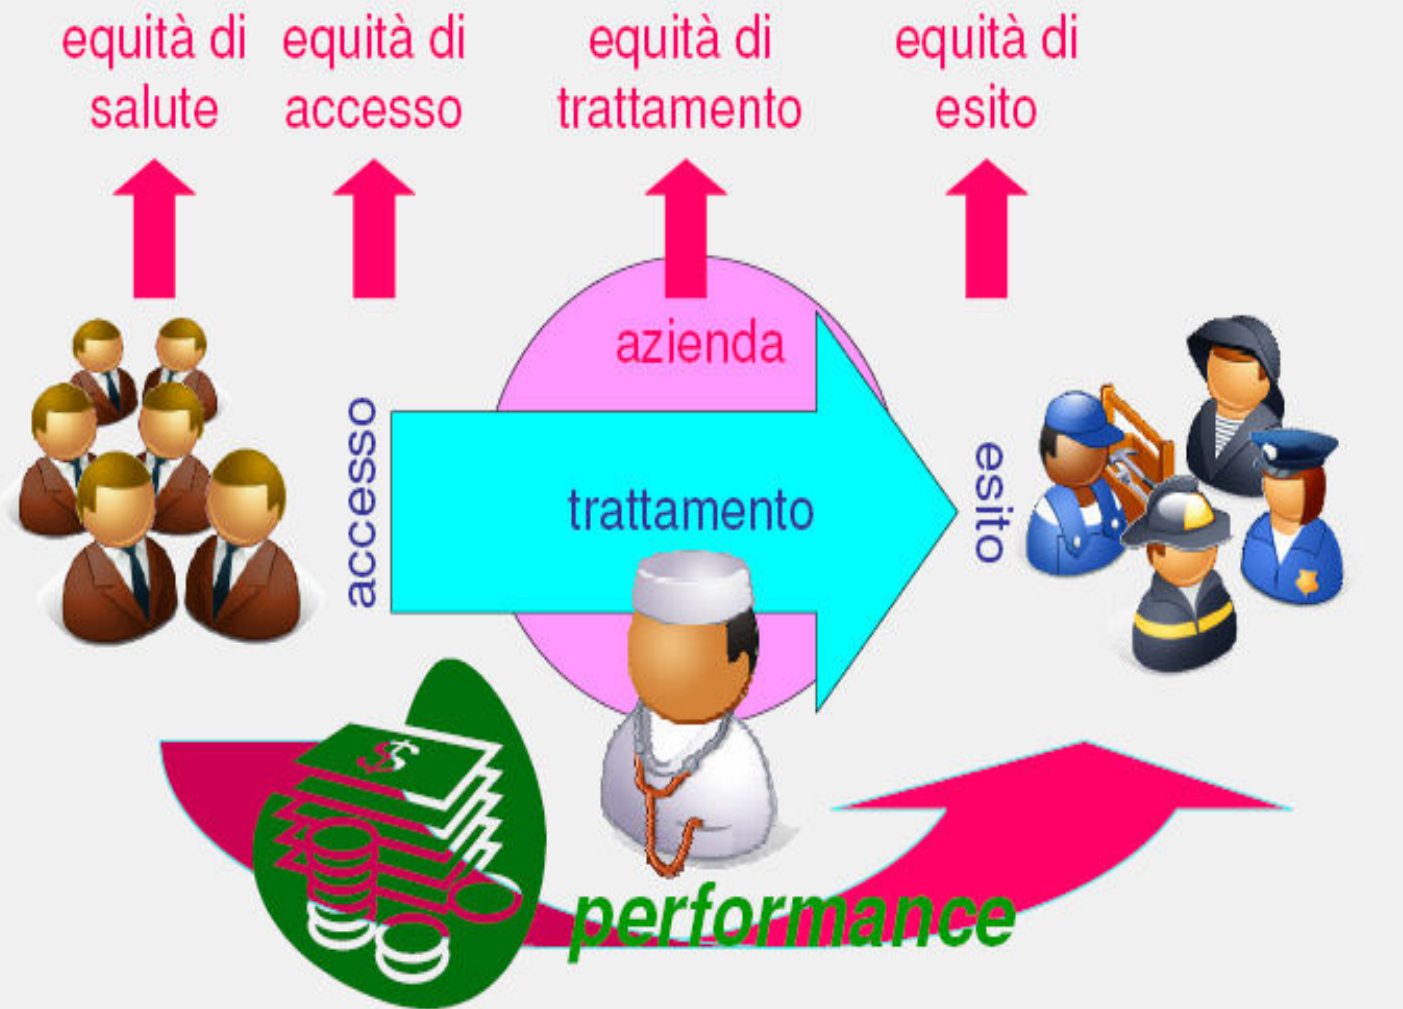 equità di
salute
equità di
accesso
equità di
trattamento
equità di
esito
azienda
accesso
trattamento
esito
$
performance